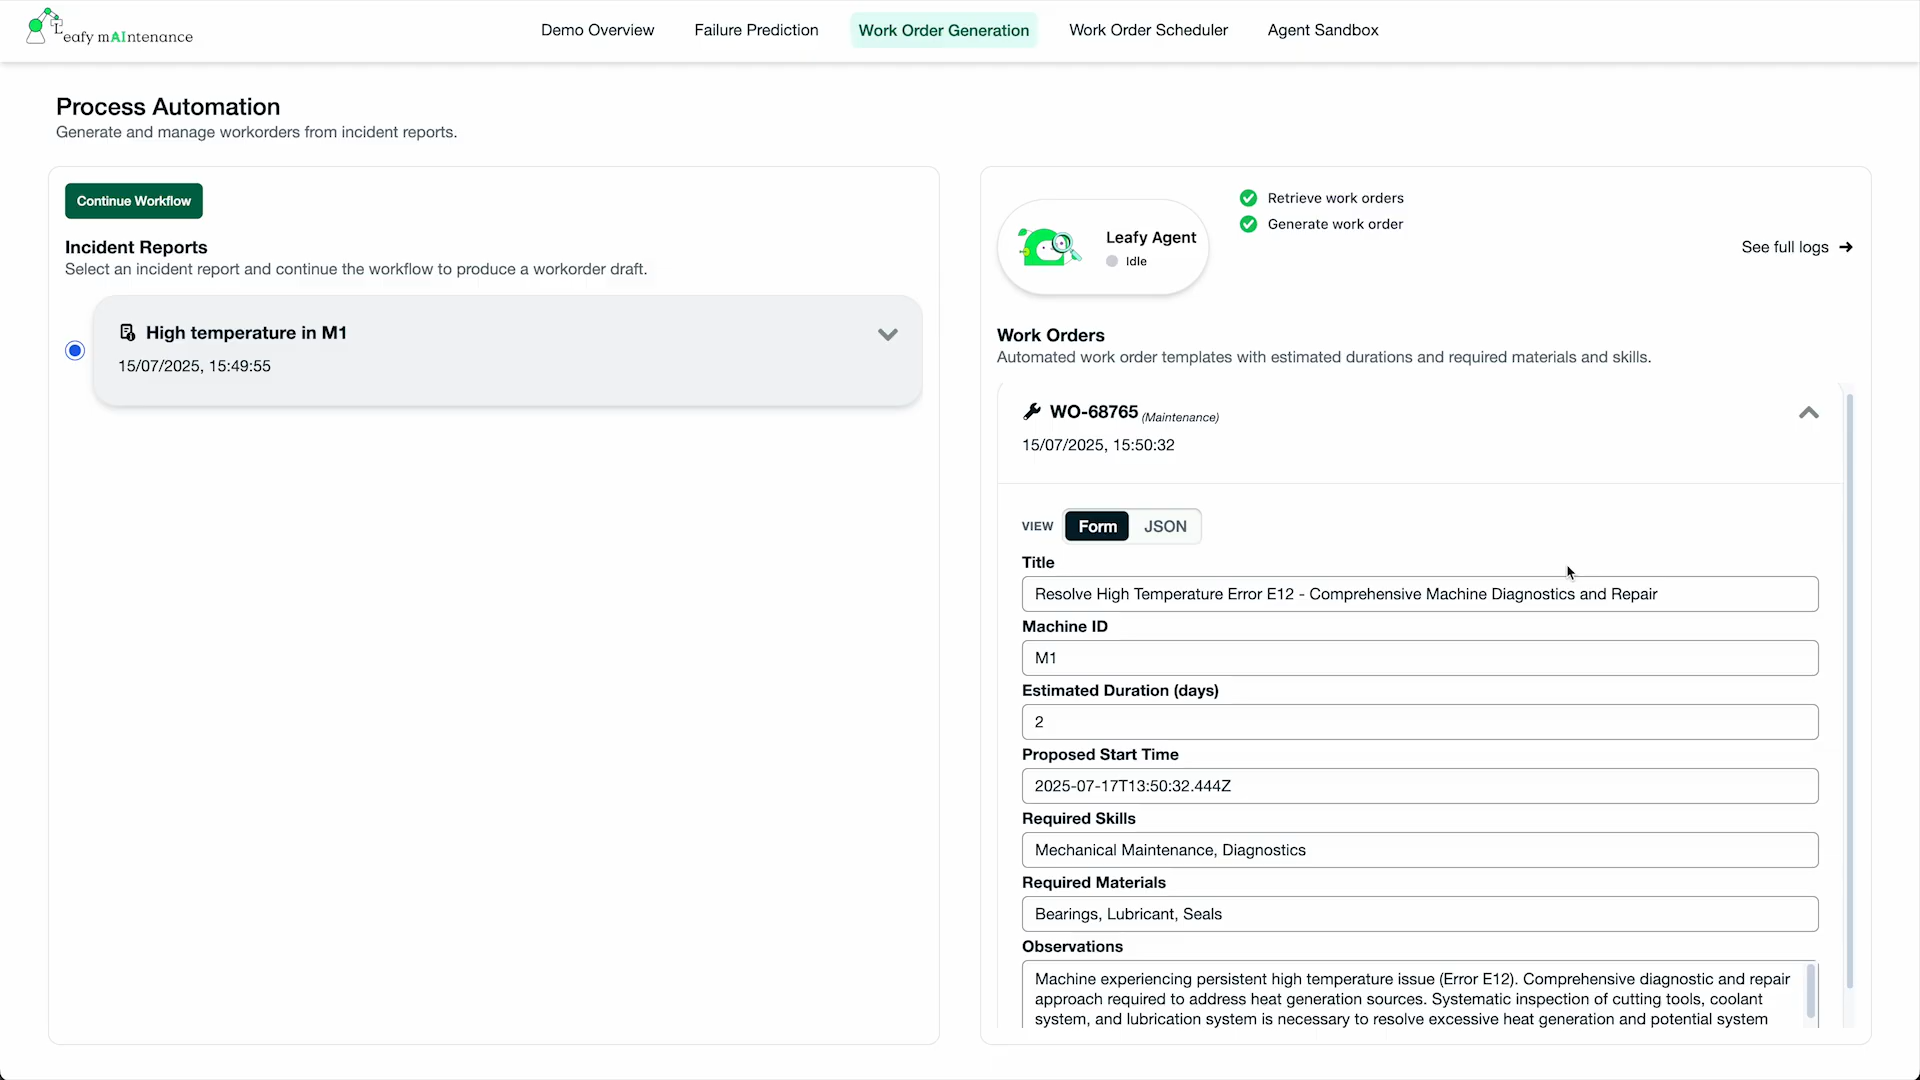 Leafy mAIntenance
Demo Overview
Failure Prediction
Work Order Generation
Work Order Scheduler
Agent Sandbox
Process Automation
Generate and manage workorders from incident reports.
Continue Workflow
Incident Reports
Select an incident report and continue the workflow to produce a workorder draft.
High temperature in M1
15/07/2025, 15:49:55
Leafy Agent
Idle
Retrieve work orders
Generate work order
See full logs
Work Orders
Automated work order templates with estimated durations and required materials and skills.
WO-68765 (Maintenance)
15/07/2025, 15:50:32
VIEW Form JSON
Title
Resolve High Temperature Error E12 - Comprehensive Machine Diagnostics and Repair
Machine ID
M1
Estimated Duration (days)
2
Proposed Start Time
2025-07-17T13:50:32.444Z
Required Skills
Mechanical Maintenance, Diagnostics
Required Materials
Bearings, Lubricant, Seals
Observations
Machine experiencing persistent high temperature issue (Error E12). Comprehensive diagnostic and repair
approach required to address heat generation sources. Systematic inspection of cutting tools, coolant
system, and lubrication system is necessary to resolve excessive heat generation and potential system